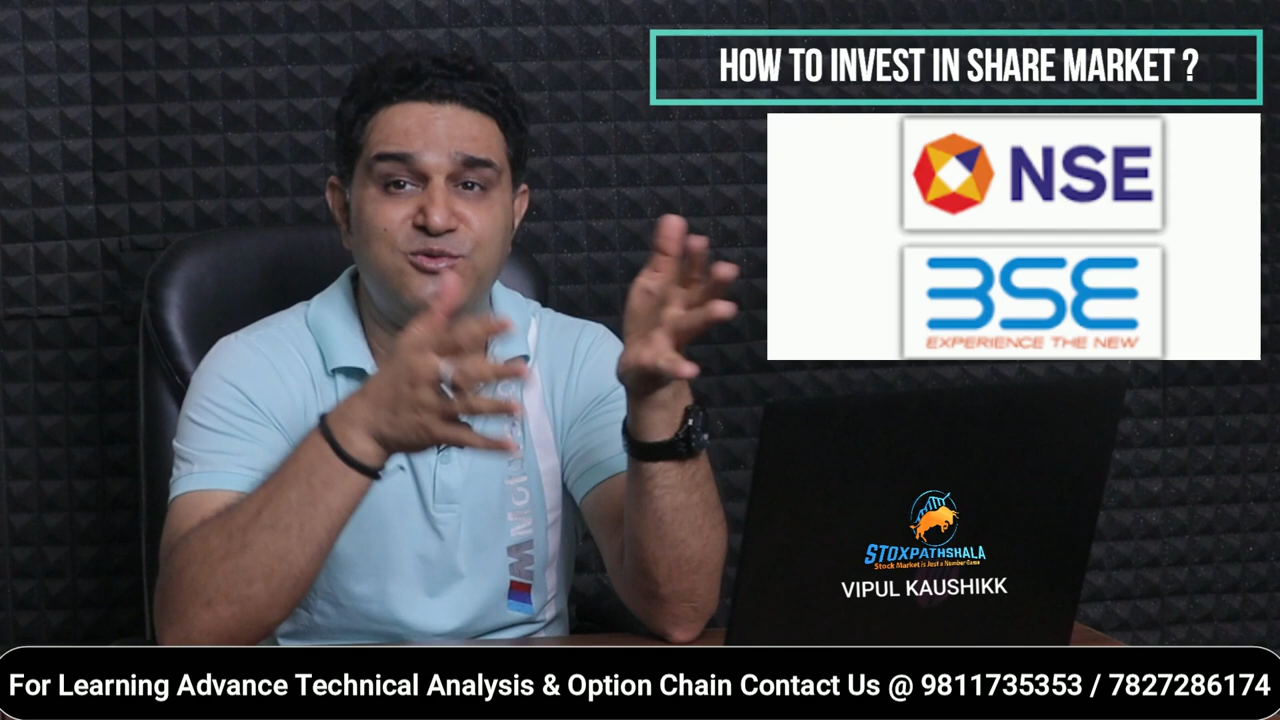 HOW TO INVEST IN SHARE MARKET ?
NSE
BSE
EXPERIENCE THE NEW
STOXPATHSHALA
Stock Market is Just a Number Game
VIPUL KAUSHIKK
For Learning Advance Technical Analysis & Option Chain Contact Us @ 9811735353 / 7827286174